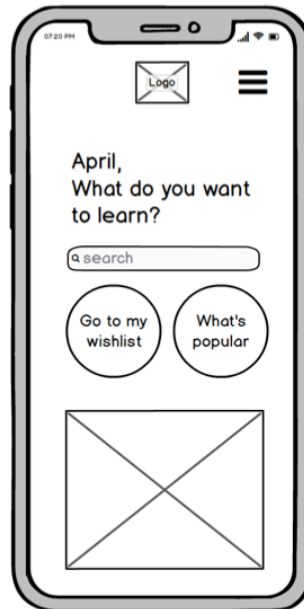 07:20 PM
Logo
April,
What do you want
to learn?
search
Go to my
wishlist
What's
popular